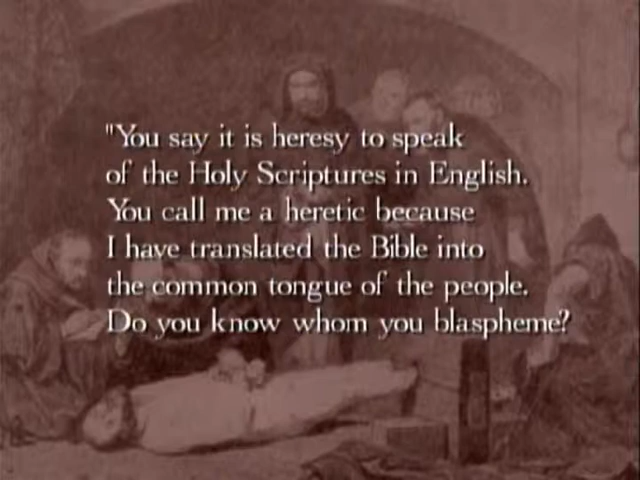 "You say it is heresy to speak
of the Holy Scriptures in English.
You call me a heretic because
I have translated the Bible into
the common tongue of the people.
Do you know whom you blaspheme?